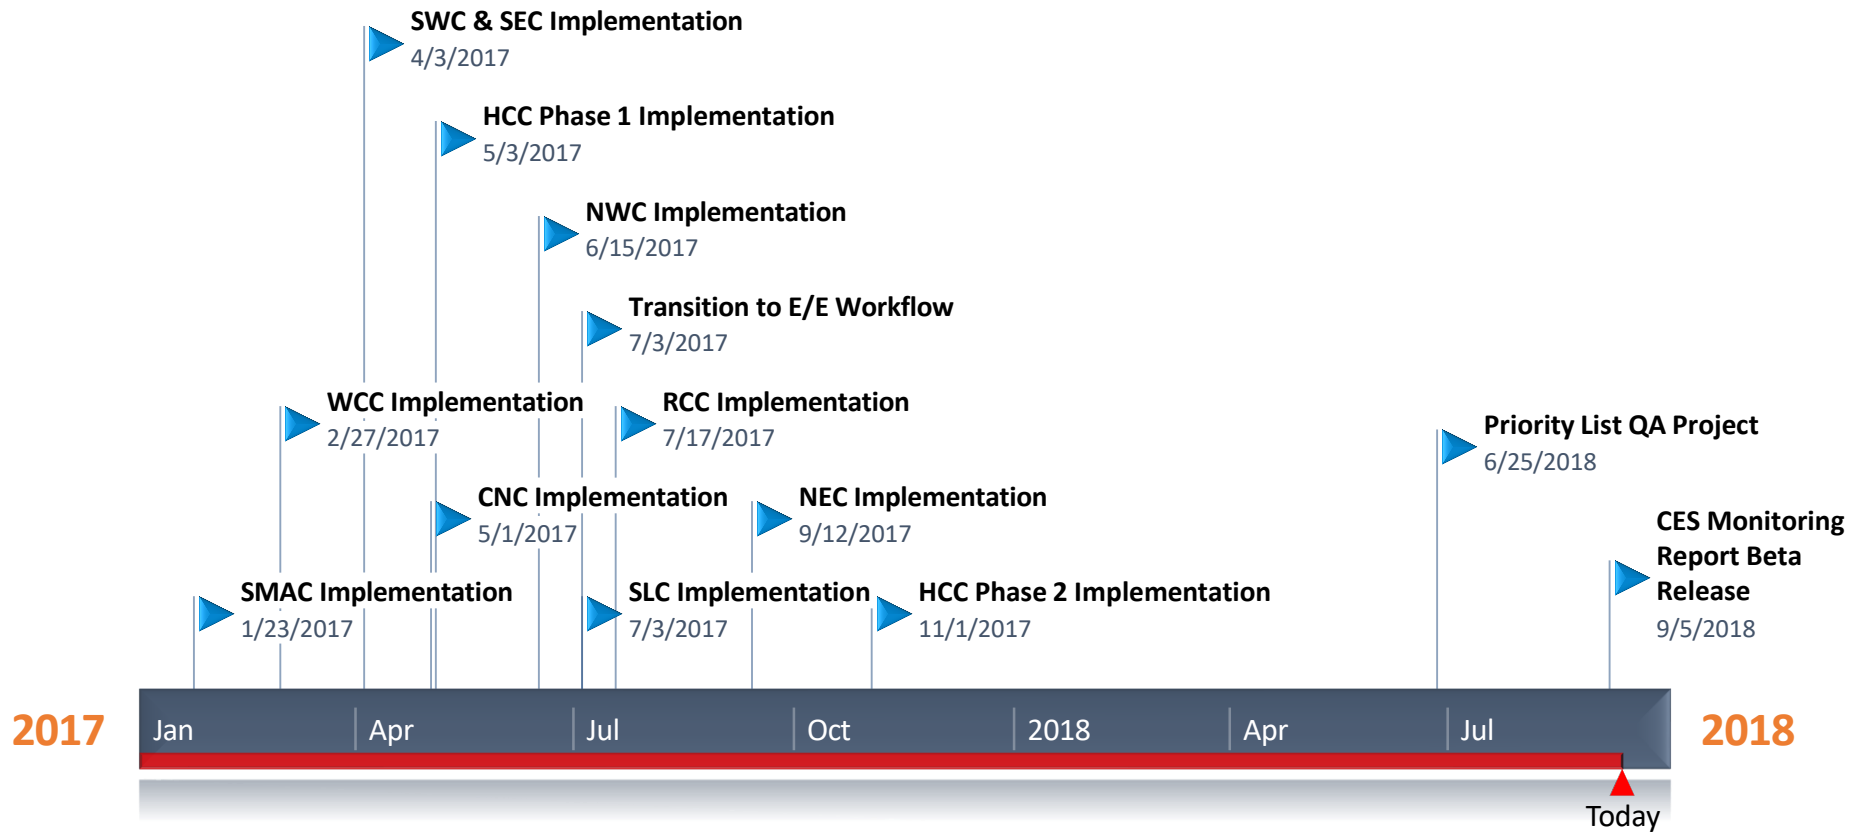 SWC & SEC Implementation
4/3/2017
HCC Phase 1 Implementation
5/3/2017
NWC Implementation
6/15/2017
Transition to E/E Workflow
7/3/2017
WCC Implementation
2/27/2017
RCC Implementation
7/17/2017
Priority List QA Project
6/25/2018
CNC Implementation
5/1/2017
NEC Implementation
9/12/2017
CES Monitoring
Report Beta
Release
9/5/2018
SMAC Implementation
1/23/2017
SLC Implementation
7/3/2017
HCC Phase 2 Implementation
11/1/2017
2017
Jan
Apr
Jul
Oct
2018
Apr
Jul
2018
Today